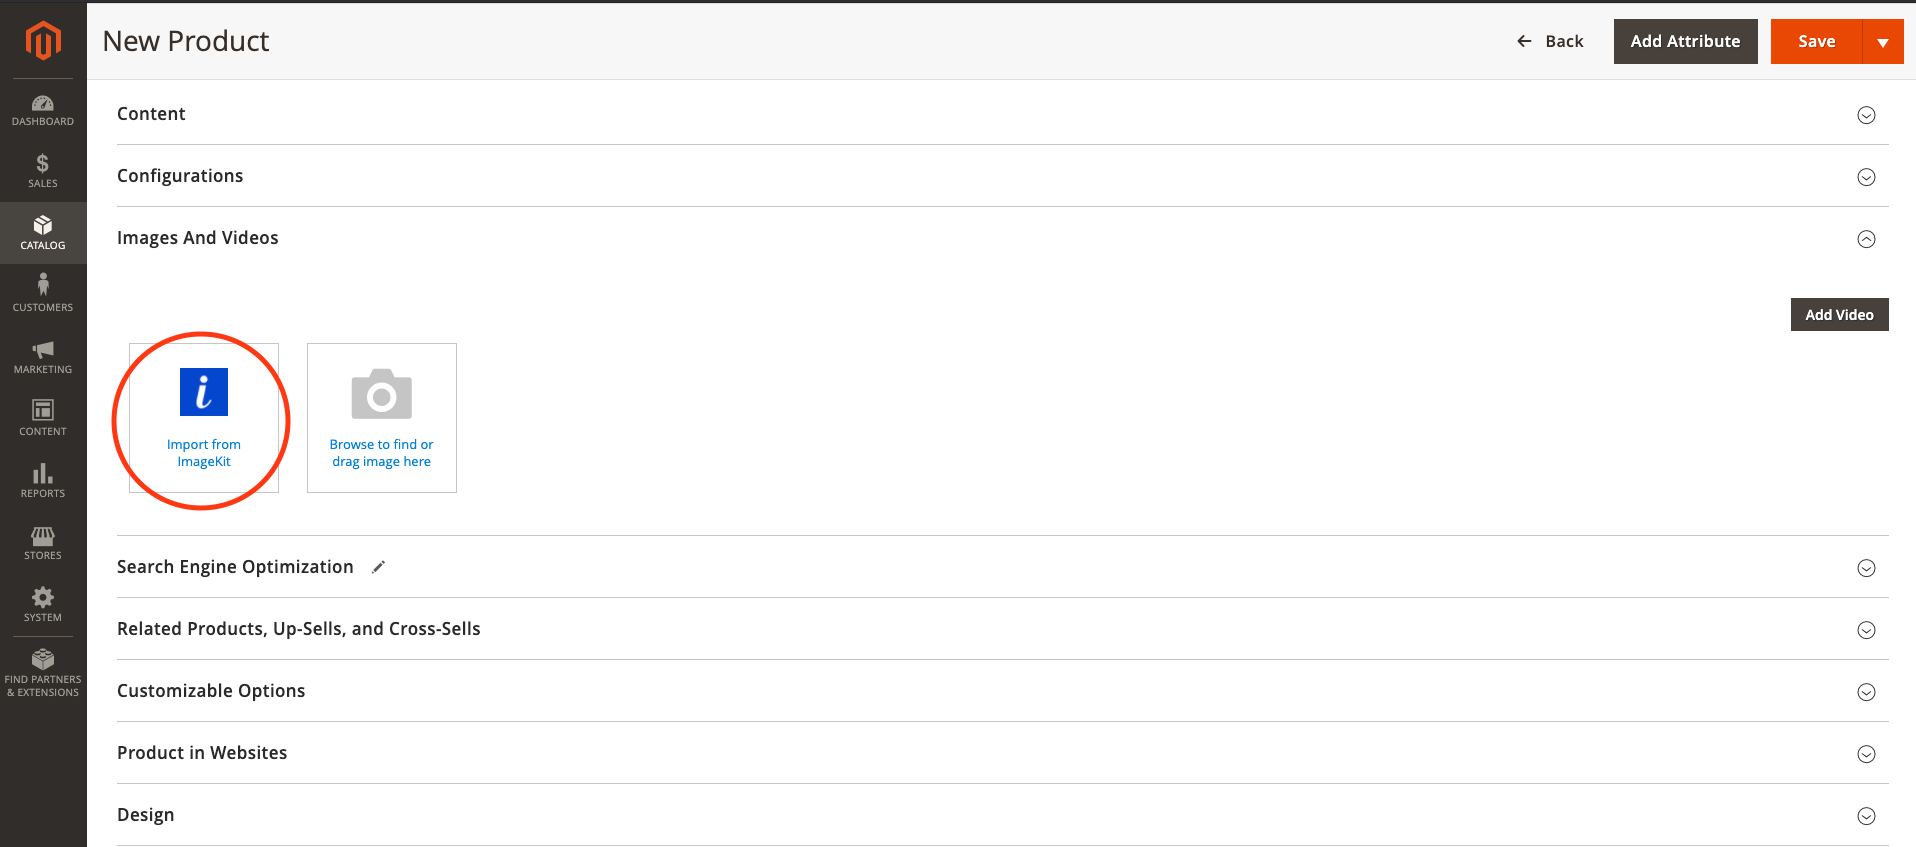 New Product
Back
Add Attribute
Save
DASHBOARD
SALES
CATALOG
CUSTOMERS
MARKETING
CONTENT
REPORTS
STORES
SYSTEM
FIND PARTNERS
& EXTENSIONS
Content
Configurations
Images And Videos
Add Video
i
Import from
ImageKit
Browse to find or
drag image here
Search Engine Optimization
Related Products, Up-Sells, and Cross-Sells
Customizable Options
Product in Websites
Design